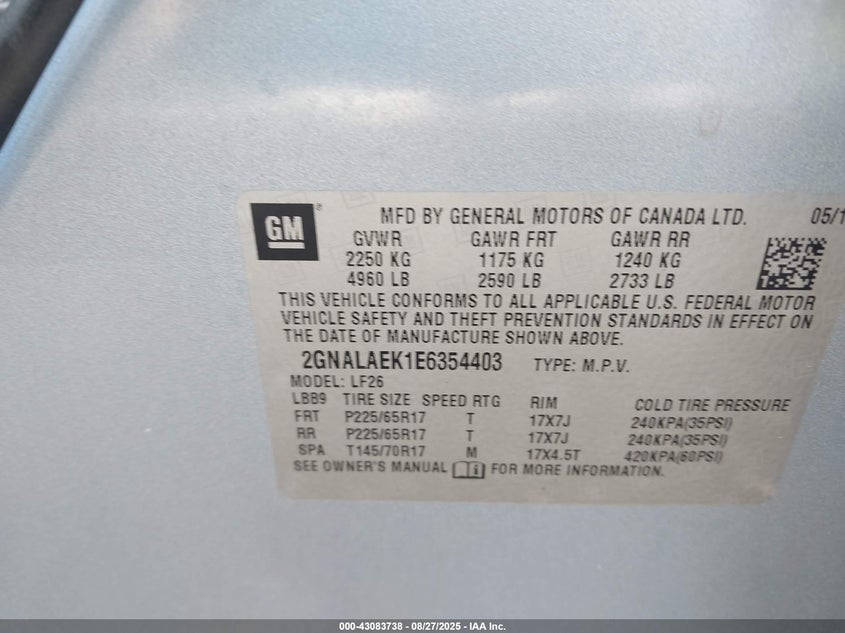 GM
MFD BY GENERAL MOTORS OF CANADA LTD. 05/1
GVWR GAWR FRT GAWR RR
2250 KG 1175 KG 1240 KG
4960 LB 2590 LB 2733 LB
THIS VEHICLE CONFORMS TO ALL APPLICABLE U.S. FEDERAL MOTOR
VEHICLE SAFETY AND THEFT PREVENTION STANDARDS IN EFFECT ON
THE DATE OF MANUFACTURE SHOWN ABOVE.
2GNALAEK1E6354403 TYPE: M.P.V.
MODEL: LF26
LBB9 TIRE SIZE SPEED RTG RIM COLD TIRE PRESSURE
FRT P225/65R17 T 17X7J 240KPA(35PSI)
RR P225/65R17 T 17X7J 240KPA(35PSI)
SPA T145/70R17 M 17X4.5T 420KPA(60PSI)
SEE OWNER'S MANUAL FOR MORE INFORMATION.
000-43083738 - 08/27/2025 - IAA Inc.